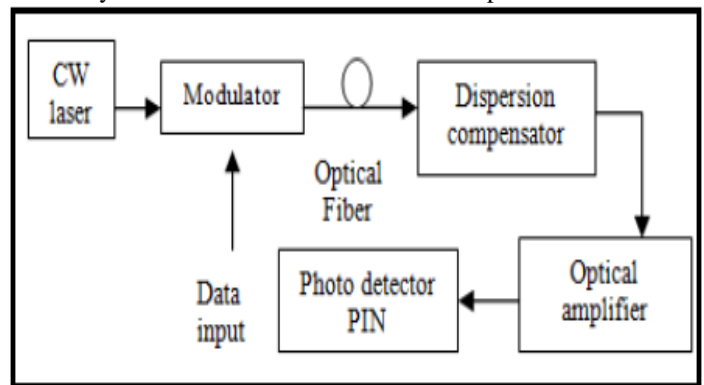 CW
laser
Modulator
Dispersion
compensator
Optical
Fiber
Data
input
Photo detector
PIN
Optical
amplifier